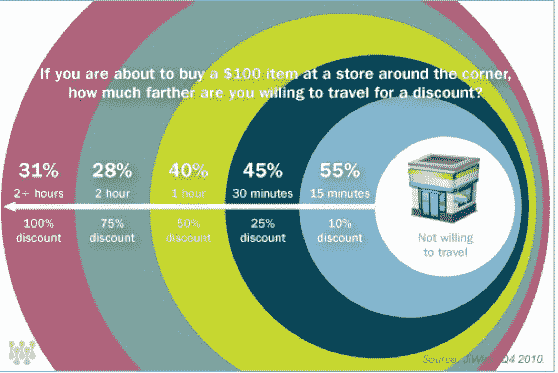 If you are about to buy a $100 item at a store around the corner,
how much farther are you willing to travel for a discount?
31% 28% 40% 45% 55%
2+ hours 2 hour 1 hour 30 minutes 15 minutes
100% 75% 50% 25% 10%
discount discount discount discount discount
Not willing
to travel
Source: JiWire, Q4 2010.